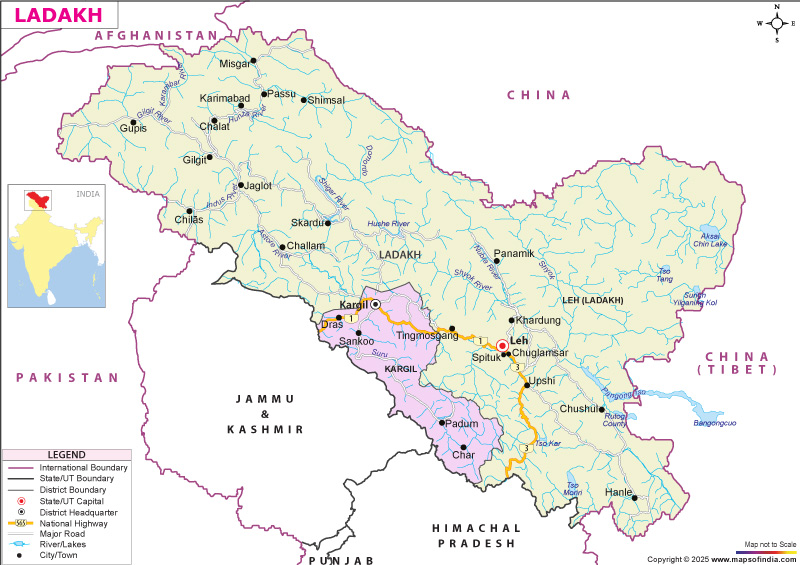 LADAKH
AFGHANISTAN
N
W E
S
CHINA
Misgar
Karambar River
Passu
Karimabad
Shimsal
Hunza River
Gilgit River
Gupis
Chalat
Gilgit
Jaglot
Shigar River
INDIA
Indus River
Chilas
Skardu
Hushe River
Astore River
Challam
LADAKH
Panamik
Nubra River
Shyok
Shyok River
Aksai
Chin Lake
Tso
Tang
LEH (LADAKH)
Kargil
1
Dras
Sankoo
Khardung
Tingmosgang
1
Leh
Spituk
Chuglamsar
3
Suru
KARGIL
Upshi
CHINA
(TIBET)
PAKISTAN
JAMMU
&
KASHMIR
Pangong Tso
Chushul
Rutog
County
Bangongcuo
Padum
Char
Tso Kar
3
Tso
Moriri
Hanle
HIMACHAL
PRADESH
PUNJAB
LEGEND
International Boundary
State/UT Boundary
District Boundary
State/UT Capital
District Headquarter
565 National Highway
Major Road
River/Lakes
City/Town
Map not to Scale
Copyright © 2025 www.mapsofindia.com